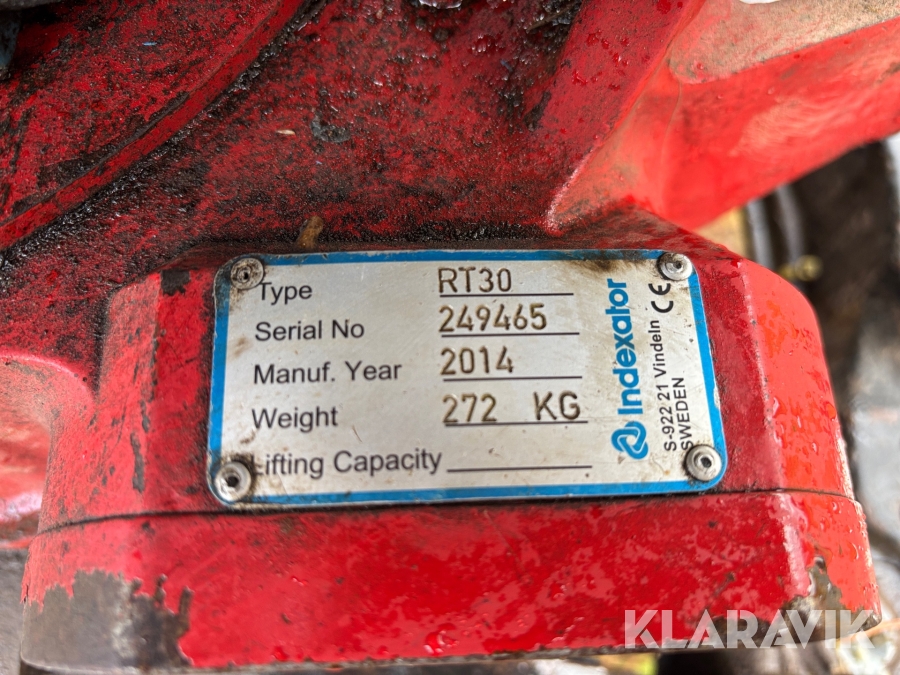 Type RT30
Serial No 249465
Manuf. Year 2014
Weight 272 KG
Lifting Capacity
Indexator
S-922 21 Vindeln CE
SWEDEN
KLARAVIK